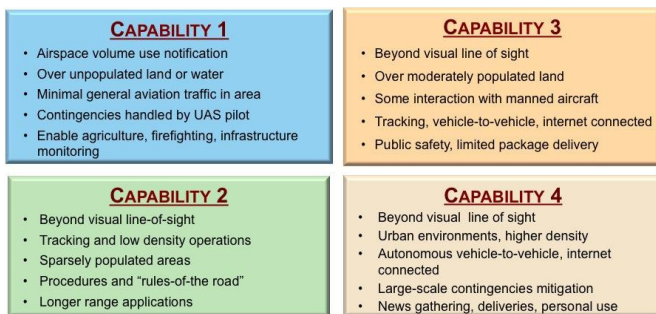 CAPABILITY 1
• Airspace volume use notification
• Over unpopulated land or water
• Minimal general aviation traffic in area
• Contingencies handled by UAS pilot
• Enable agriculture, firefighting, infrastructure
monitoring
CAPABILITY 2
• Beyond visual line-of-sight
• Tracking and low density operations
• Sparsely populated areas
• Procedures and “rules-of-the road”
• Longer range applications
CAPABILITY 3
• Beyond visual line of sight
• Over moderately populated land
• Some interaction with manned aircraft
• Tracking, vehicle-to-vehicle, internet connected
• Public safety, limited package delivery
CAPABILITY 4
• Beyond visual line of sight
• Urban environments, higher density
• Autonomous vehicle-to-vehicle, internet
connected
• Large-scale contingencies mitigation
• News gathering, deliveries, personal use